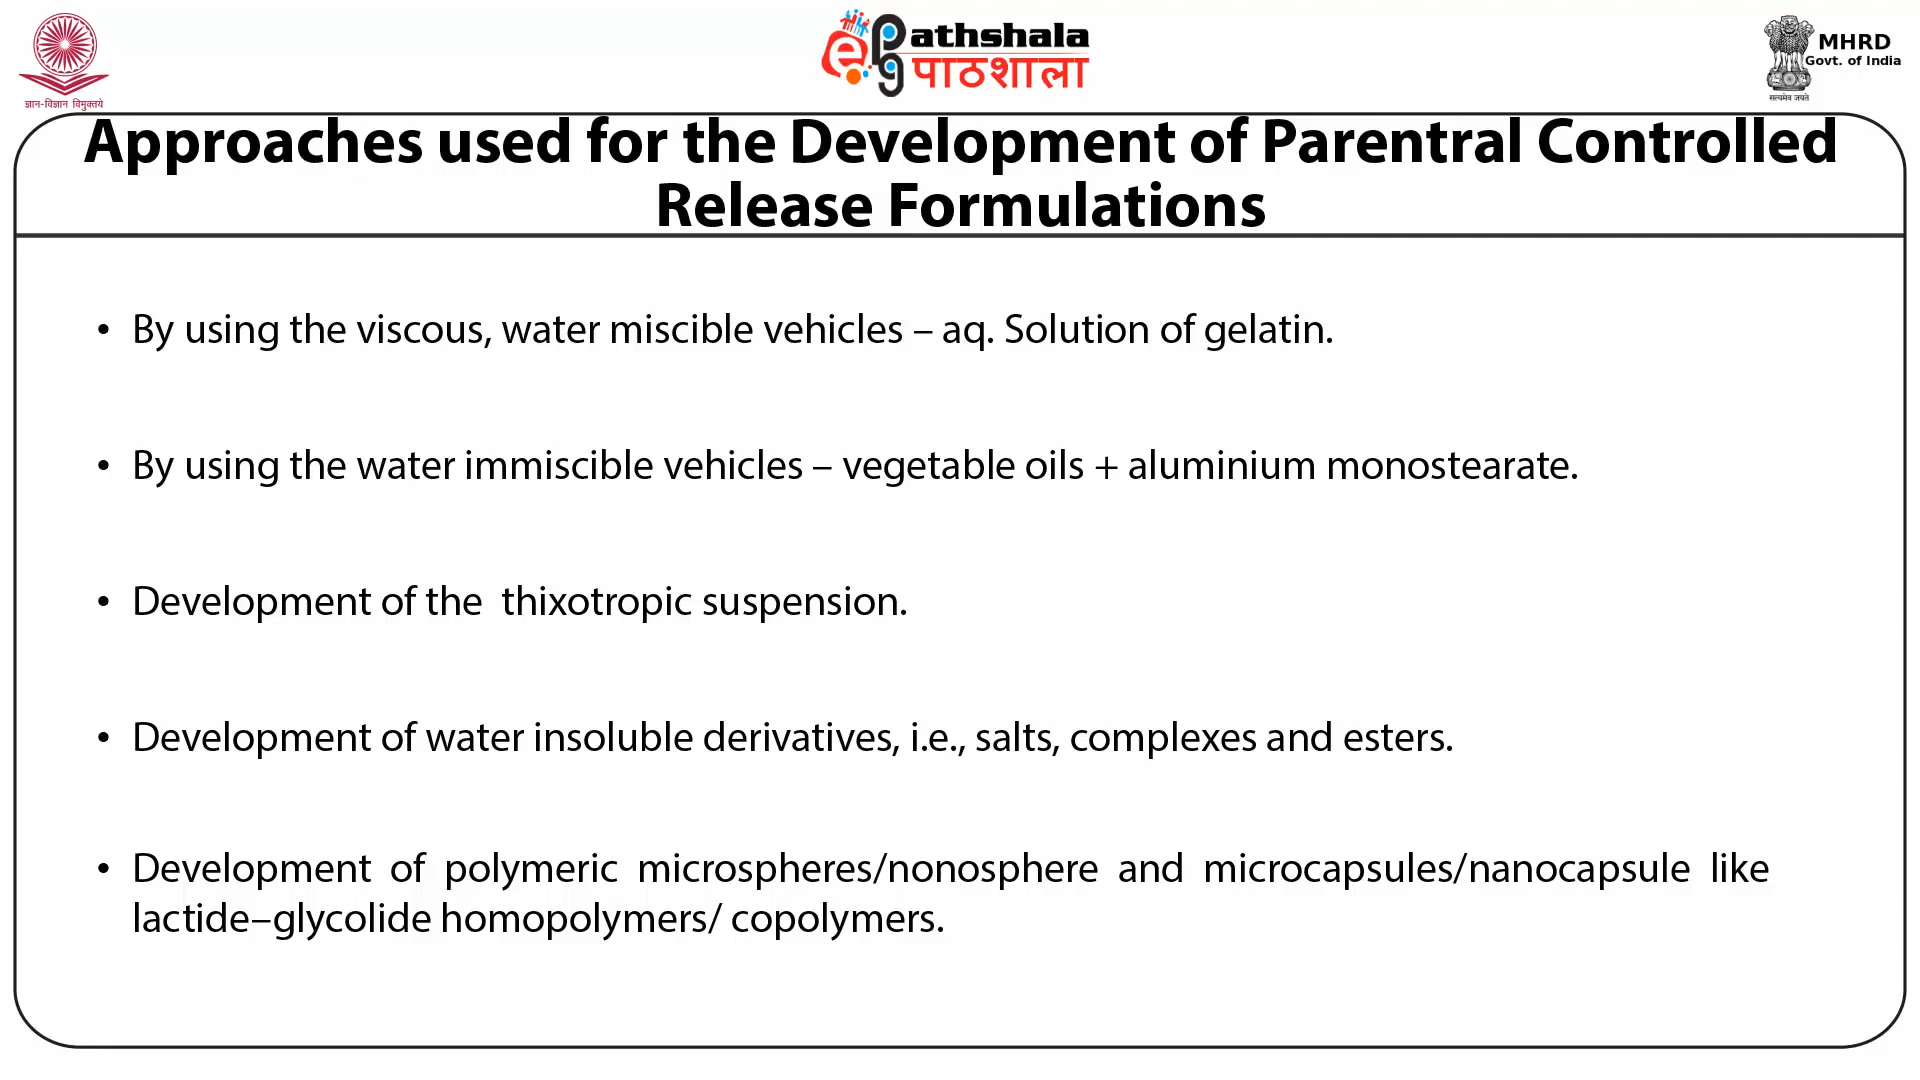 ज्ञान-विज्ञान विमुक्तये
ePathshala
पाठशाला
MHRD
Govt. of India
सत्यमेव जयते
Approaches used for the Development of Parentral Controlled
Release Formulations
• By using the viscous, water miscible vehicles – aq. Solution of gelatin.
• By using the water immiscible vehicles – vegetable oils + aluminium monostearate.
• Development of the  thixotropic suspension.
• Development of water insoluble derivatives, i.e., salts, complexes and esters.
• Development of polymeric microspheres/nonosphere and microcapsules/nanocapsule like
lactide–glycolide homopolymers/ copolymers.